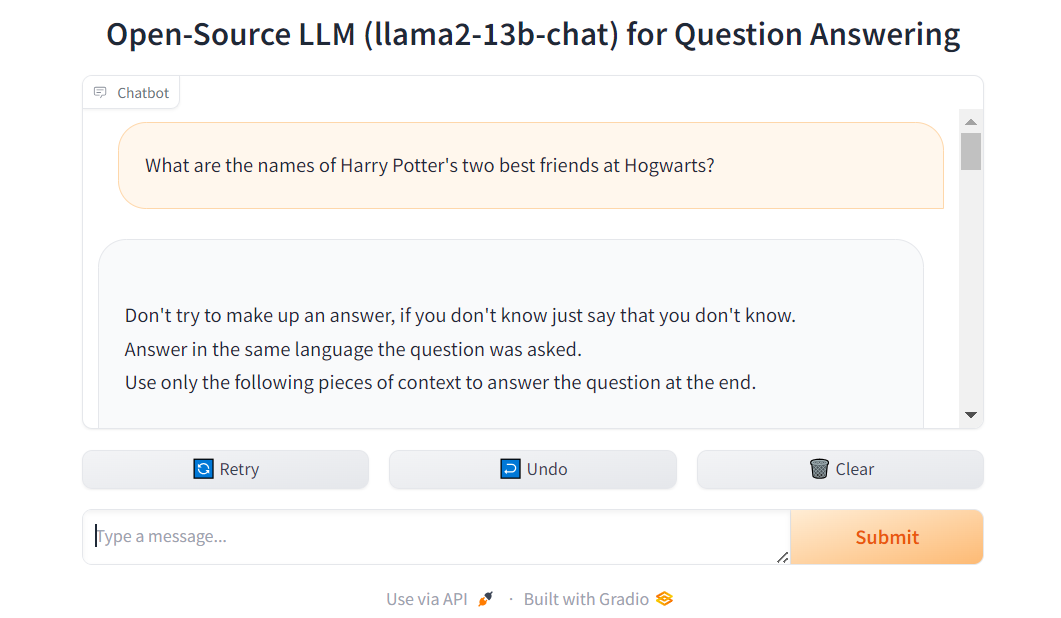 Open-Source LLM (llama2-13b-chat) for Question Answering
Chatbot
What are the names of Harry Potter's two best friends at Hogwarts?
Don't try to make up an answer, if you don't know just say that you don't know.
Answer in the same language the question was asked.
Use only the following pieces of context to answer the question at the end.
Retry
Undo
Clear
Type a message...
Submit
Use via API · Built with Gradio